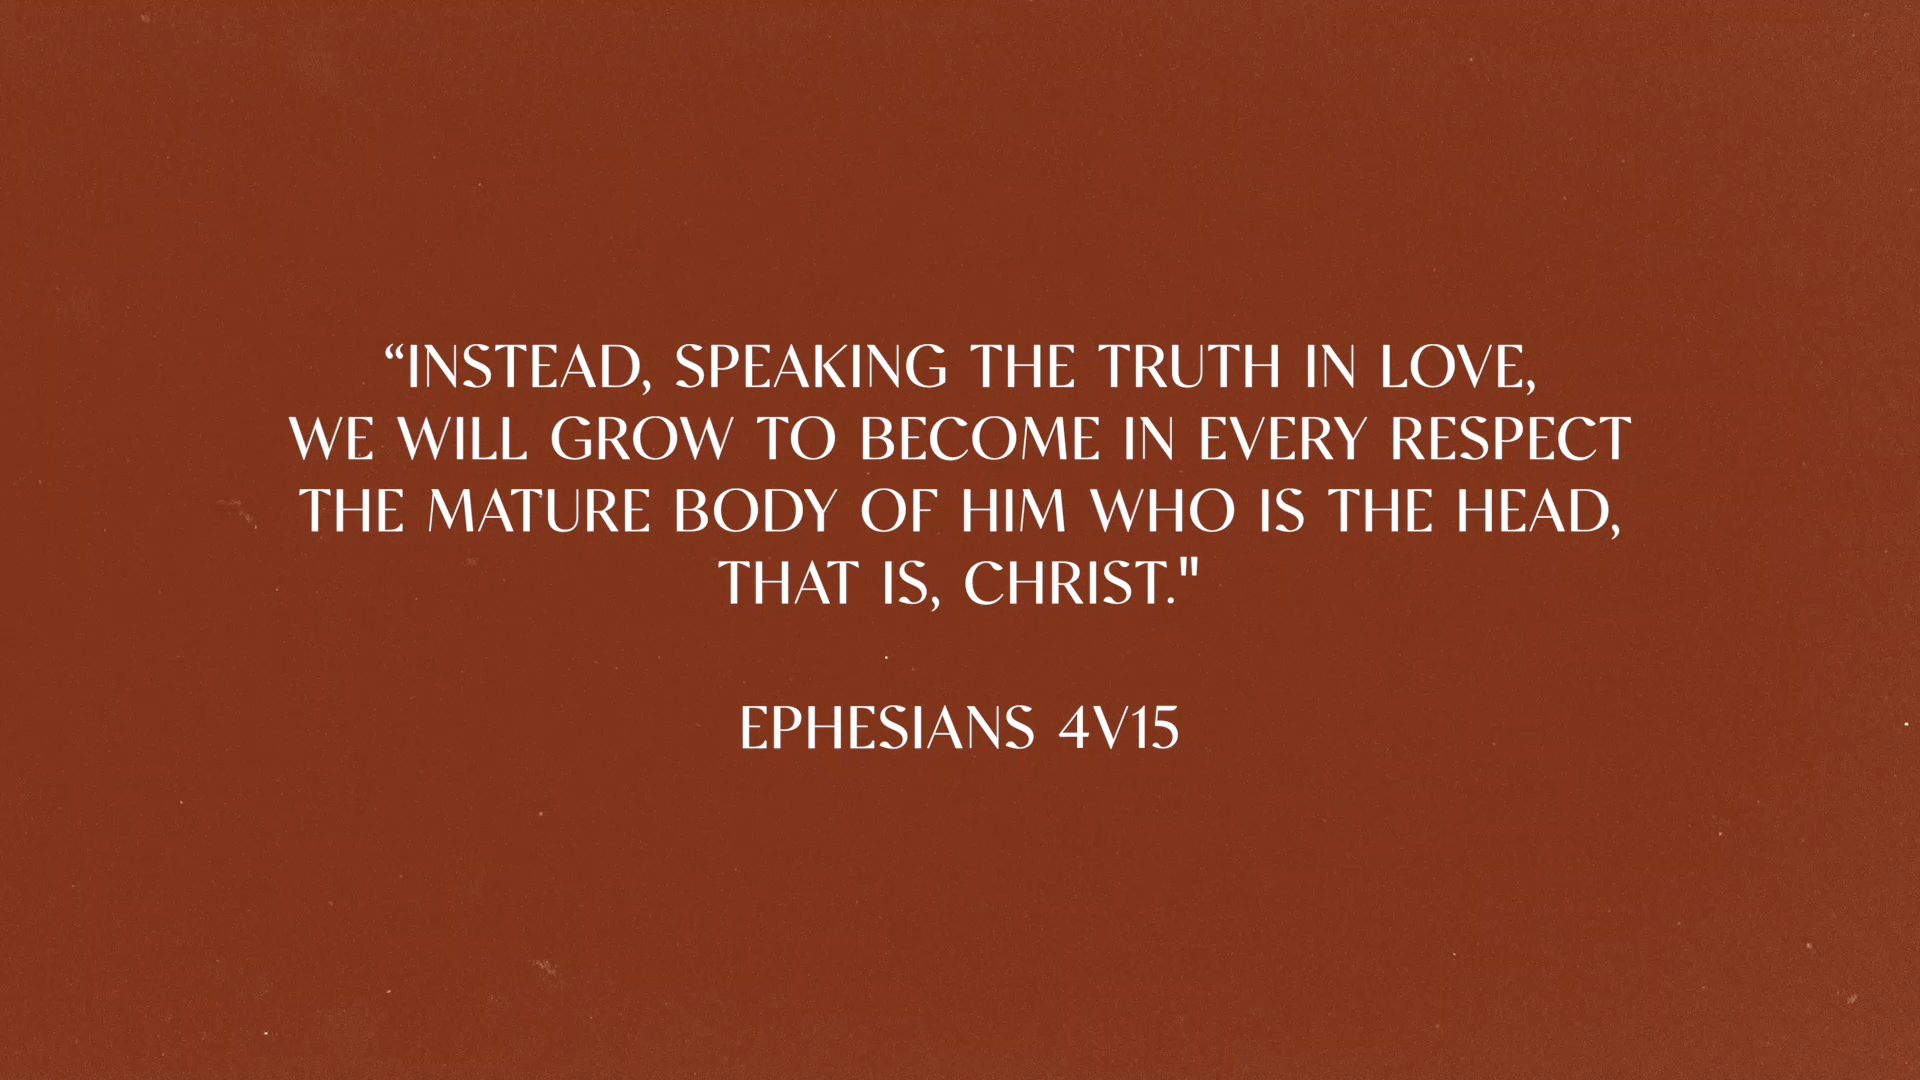 “INSTEAD, SPEAKING THE TRUTH IN LOVE,
WE WILL GROW TO BECOME IN EVERY RESPECT
THE MATURE BODY OF HIM WHO IS THE HEAD,
THAT IS, CHRIST."
EPHESIANS 4V15